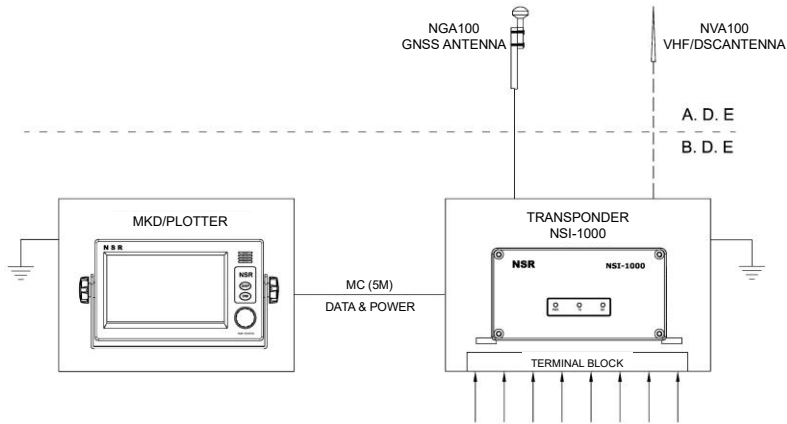 NGA100
GNSS ANTENNA
NVA100
VHF/DSCANTENNA
A. D. E
B. D. E
MKD/PLOTTER
NSR
NSR
TRANSPONDER
NSI-1000
NSR
NSI-1000
MC (5M)
DATA & POWER
TERMINAL BLOCK